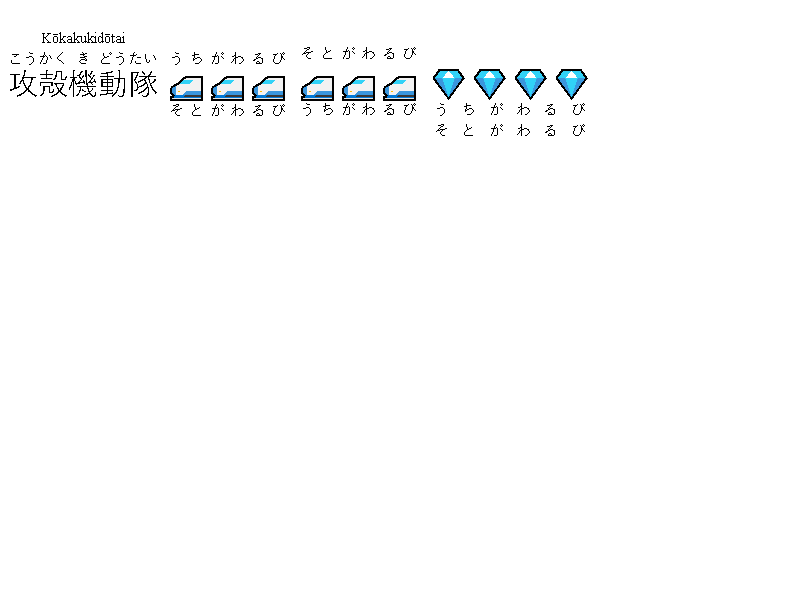 Kōkakukidōtai
こうかく き どうたい うちがわるび そとがわるび
攻殻機動隊 🚅🚅🚅 🚅🚅🚅 💎💎💎💎
そとがわるび うちがわるび うちがわるび
そとがわるび